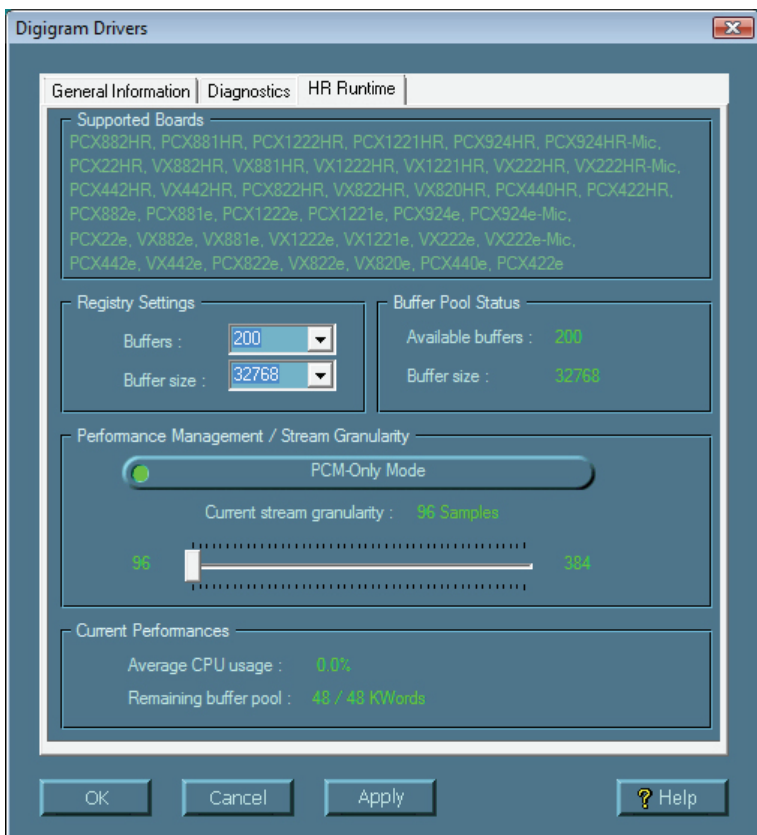 Digigram Drivers
General Information
Diagnostics
HR Runtime
Supported Boards
PCX882HR, PCX881HR, PCX1222HR, PCX1221HR, PCX924HR, PCX924HR-Mic,
PCX22HR, VX882HR, VX881HR, VX1222HR, VX1221HR, VX222HR, VX222HR-Mic,
PCX442HR, VX442HR, PCX822HR, VX822HR, VX820HR, PCX440HR, PCX422HR,
PCX882e, PCX881e, PCX1222e, PCX1221e, PCX924e, PCX924e-Mic,
PCX22e, VX882e, VX881e, VX1222e, VX1221e, VX222e, VX222e-Mic,
PCX442e, VX442e, PCX822e, VX822e, VX820e, PCX440e, PCX422e
Registry Settings
Buffers : 200
Buffer size : 32768
Buffer Pool Status
Available buffers : 200
Buffer size : 32768
Performance Management / Stream Granularity
PCM-Only Mode
Current stream granularity : 96 Samples
96 384
Current Performances
Average CPU usage : 0.0%
Remaining buffer pool : 48 / 48 KWords
OK
Cancel
Apply
? Help